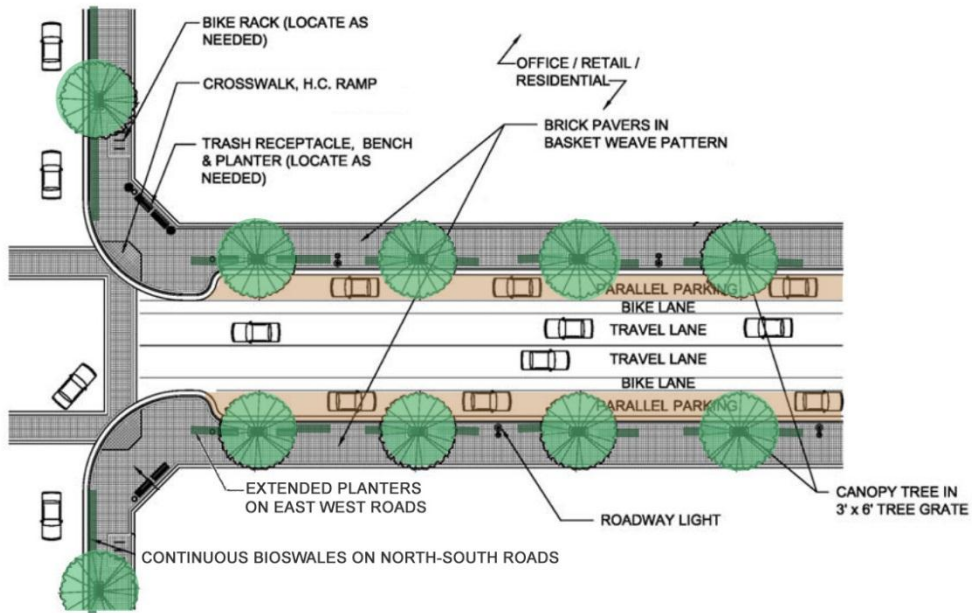 BIKE RACK (LOCATE AS
NEEDED)
CROSSWALK, H.C. RAMP
TRASH RECEPTACLE, BENCH
& PLANTER (LOCATE AS
NEEDED)
OFFICE / RETAIL /
RESIDENTIAL
BRICK PAVERS IN
BASKET WEAVE PATTERN
PARALLEL PARKING
BIKE LANE
TRAVEL LANE
TRAVEL LANE
BIKE LANE
PARALLEL PARKING
EXTENDED PLANTERS
ON EAST WEST ROADS
ROADWAY LIGHT
CANOPY TREE IN
3' x 6' TREE GRATE
CONTINUOUS BIOSWALES ON NORTH-SOUTH ROADS